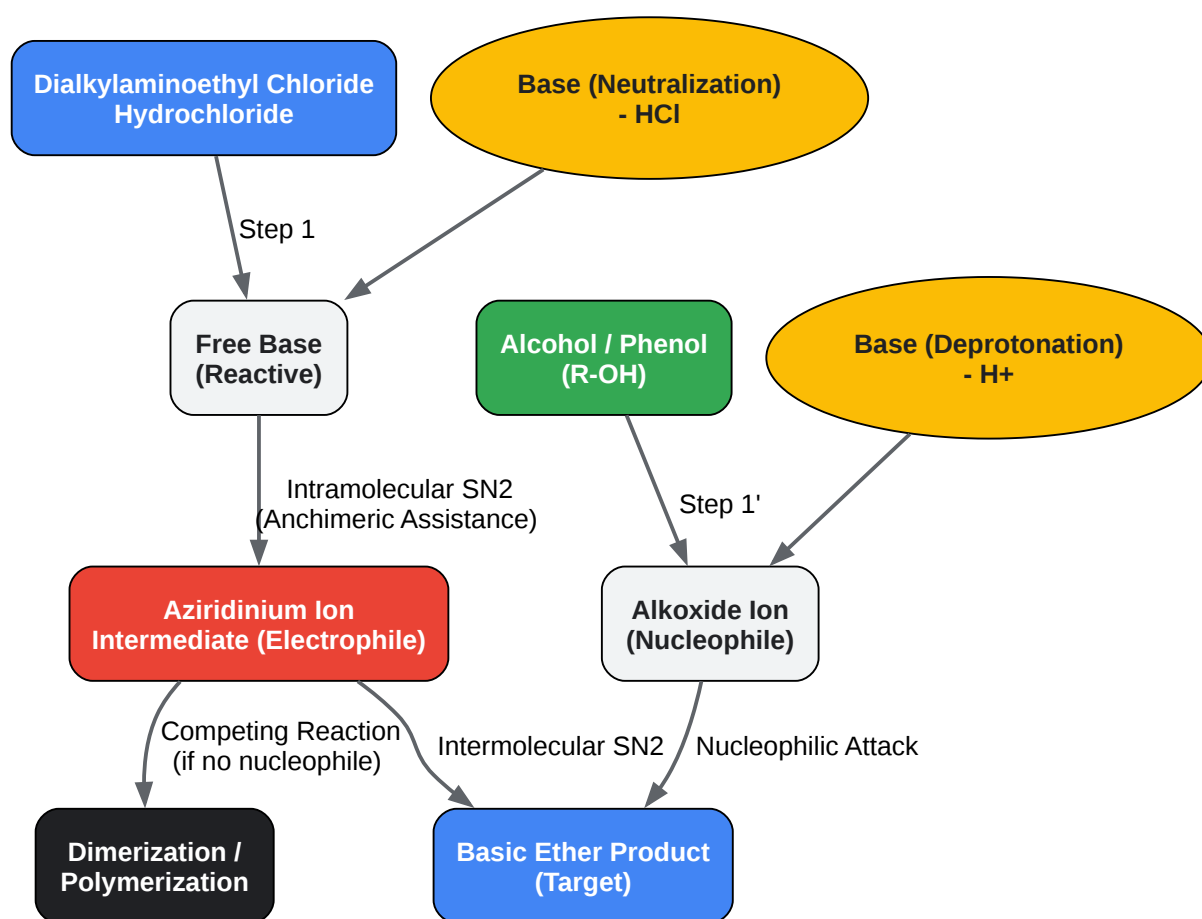 Dialkylaminoethyl Chloride
Hydrochloride
Base (Neutralization)
- HCl
Step 1
Free Base
(Reactive)
Alcohol / Phenol
(R-OH)
Base (Deprotonation)
- H+
Intramolecular SN2
(Anchimeric Assistance)
Step 1'
Aziridinium Ion
Intermediate (Electrophile)
Alkoxide Ion
(Nucleophile)
Competing Reaction
(if no nucleophile)
Intermolecular SN2
Nucleophilic Attack
Dimerization /
Polymerization
Basic Ether Product
(Target)